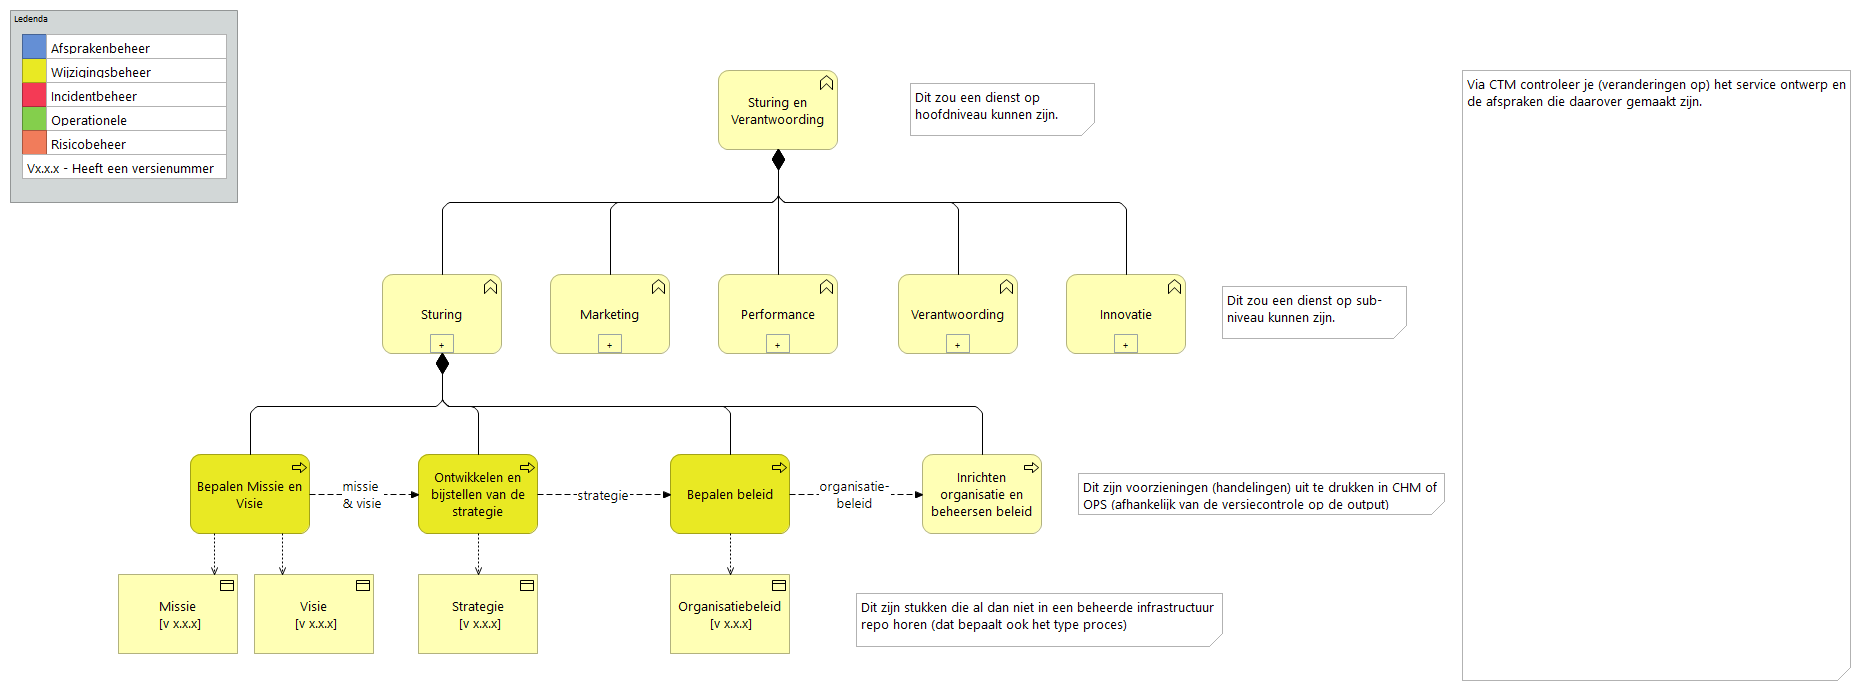 Ledenda
Afsprakenbeheer
Wijzigingsbeheer
Incidentbeheer
Operationele
Risicobeheer
Vx.x.x - Heeft een versienummer
Sturing en
Verantwoording
Dit zou een dienst op
hoofdniveau kunnen zijn.
Via CTM controleer je (veranderingen op) het service ontwerp en
de afspraken die daarover gemaakt zijn.
Sturing
+
Marketing
+
Performance
+
Verantwoording
+
Innovatie
+
Dit zou een dienst op sub-
niveau kunnen zijn.
Bepalen Missie en
Visie
missie
& visie
Ontwikkelen en
bijstellen van de
strategie
strategie
Bepalen beleid
organisatie-
beleid
Inrichten
organisatie en
beheersen beleid
Dit zijn voorzieningen (handelingen) uit te drukken in CHM of
OPS (afhankelijk van de versiecontrole op de output)
Missie
[v x.x.x]
Visie
[v x.x.x]
Strategie
[v x.x.x]
Organisatiebeleid
[v x.x.x]
Dit zijn stukken die al dan niet in een beheerde infrastructuur
repo horen (dat bepaalt ook het type proces)